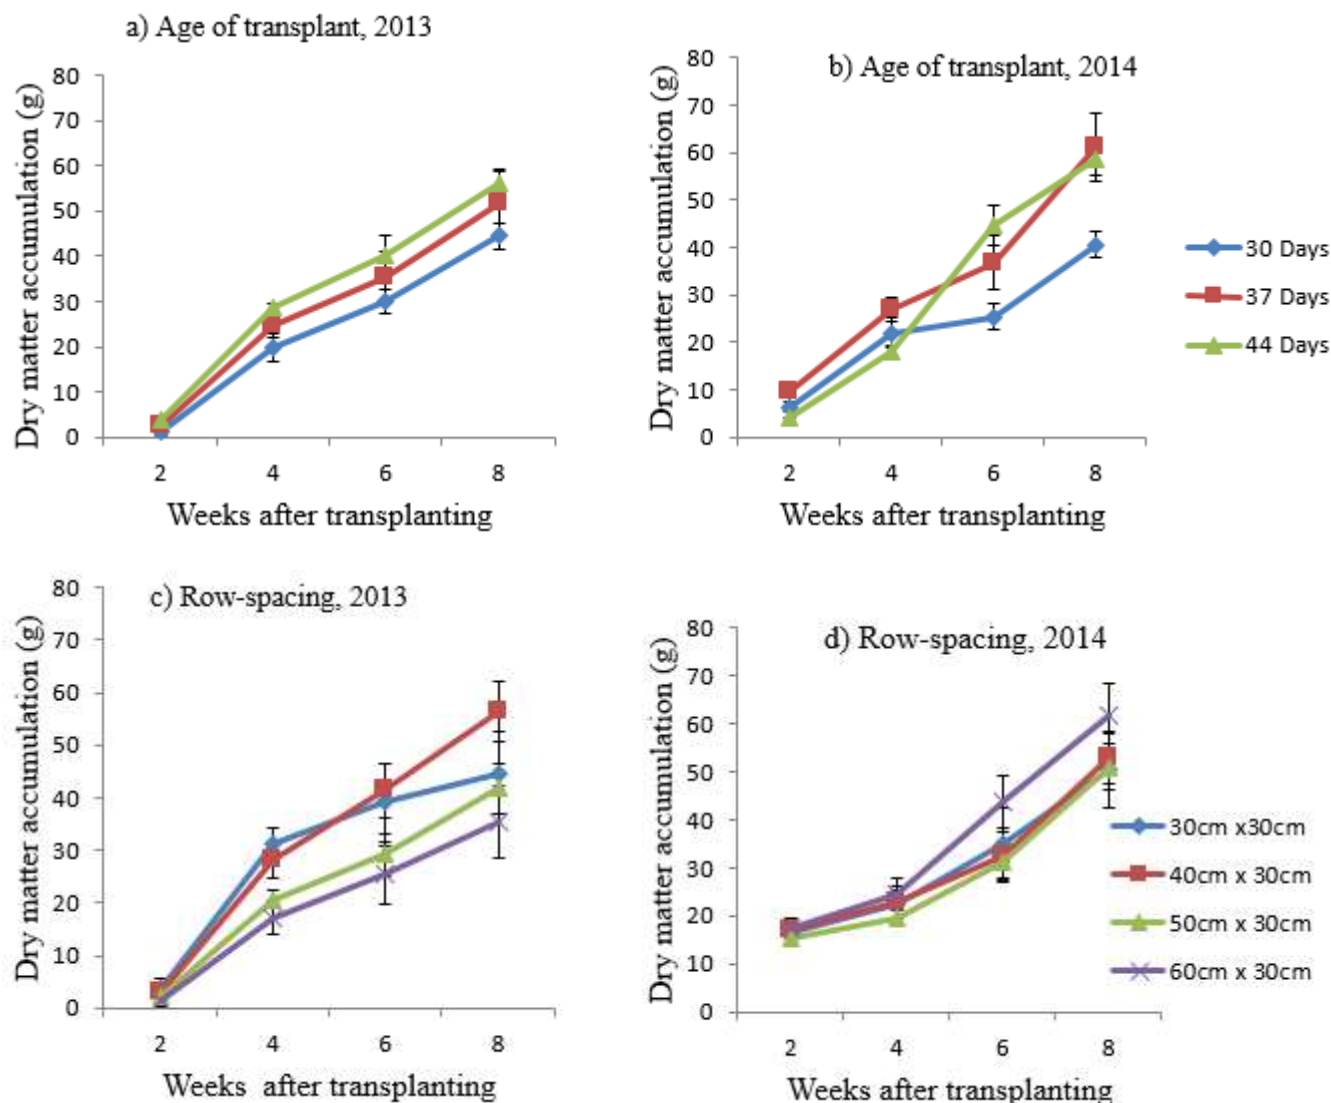 a) Age of transplant, 2013
Dry matter accumulation (g)
80
70
60
50
40
30
20
10
0
2 4 6 8
Weeks after transplanting
b) Age of transplant, 2014
Dry matter accumulation (g)
80
70
60
50
40
30
20
10
0
2 4 6 8
Weeks after transplanting
30 Days
37 Days
44 Days
c) Row-spacing, 2013
Dry matter accumulation (g)
80
70
60
50
40
30
20
10
0
2 4 6 8
Weeks after transplanting
d) Row-spacing, 2014
Dry matter accumulation (g)
80
70
60
50
40
30
20
10
0
2 4 6 8
Weeks after transplanting
30cm x30cm
40cm x 30cm
50cm x 30cm
60cm x 30cm